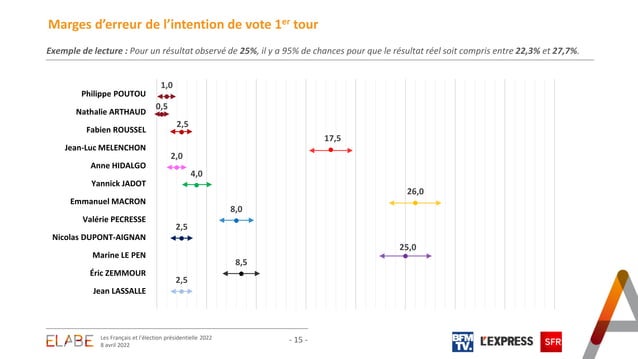 Marges d'erreur de l'intention de vote 1er tour
Exemple de lecture : Pour un résultat observé de 25%, il y a 95% de chances pour que le résultat réel soit compris entre 22,3% et 27,7%.
Philippe POUTOU 1,0
Nathalie ARTHAUD 0,5
Fabien ROUSSEL 2,5
Jean-Luc MELENCHON 17,5
Anne HIDALGO 2,0
Yannick JADOT 4,0
Emmanuel MACRON 26,0
Valérie PECRESSE 8,0
Nicolas DUPONT-AIGNAN 2,5
Marine LE PEN 25,0
Éric ZEMMOUR 8,5
Jean LASSALLE 2,5
ELABE
Les Français et l'élection présidentielle 2022
8 avril 2022
- 15 -
BFM
TV.
L'EXPRESS
SFR